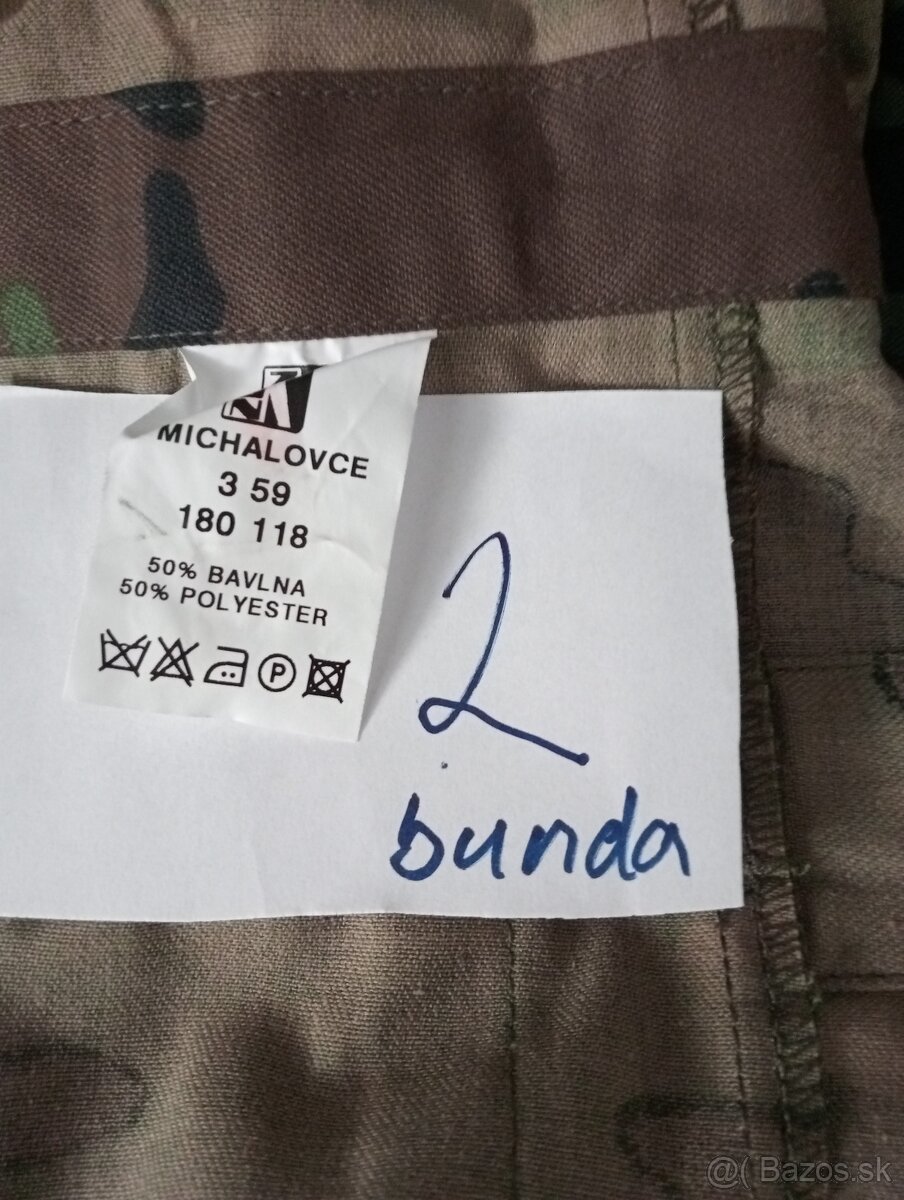 MICHALOVCE
3 59
180 118
50% BAVLNA
50% POLYESTER
P
2
bunda
@( Bazos.sk